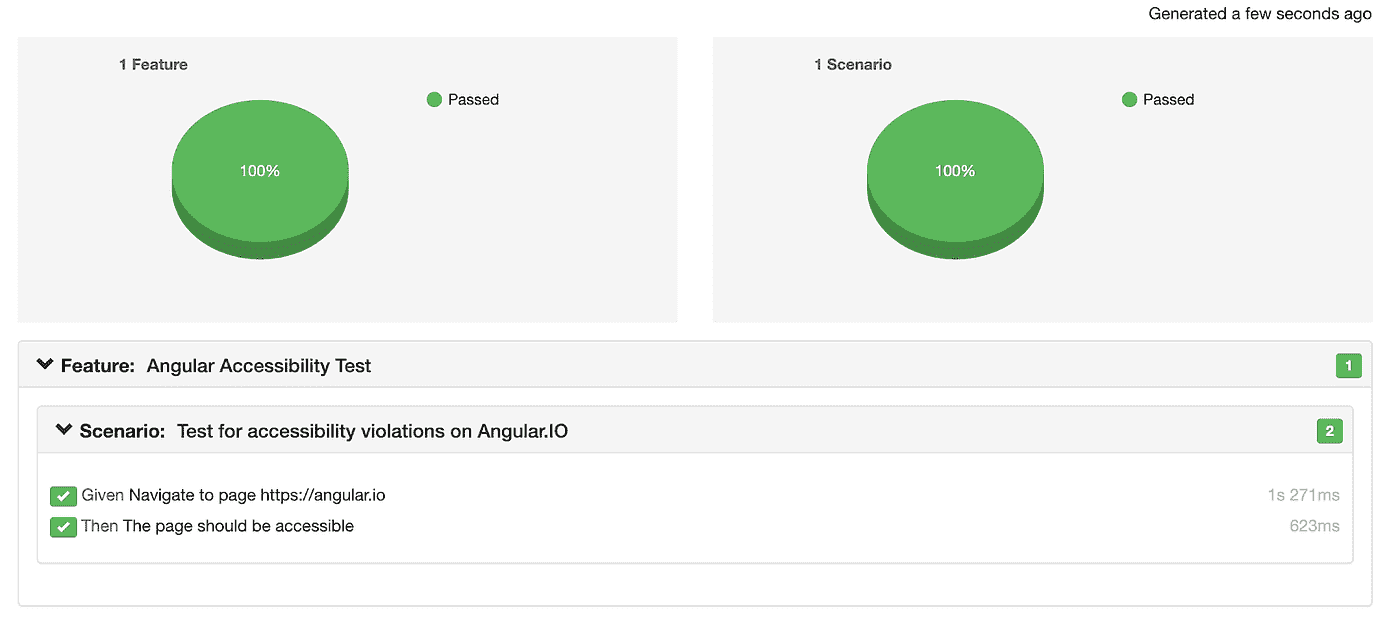 Generated a few seconds ago
1 Feature
Passed
100%
1 Scenario
Passed
100%
Feature: Angular Accessibility Test 1
Scenario: Test for accessibility violations on Angular.IO 2
Given Navigate to page https://angular.io 1s 271ms
Then The page should be accessible 623ms